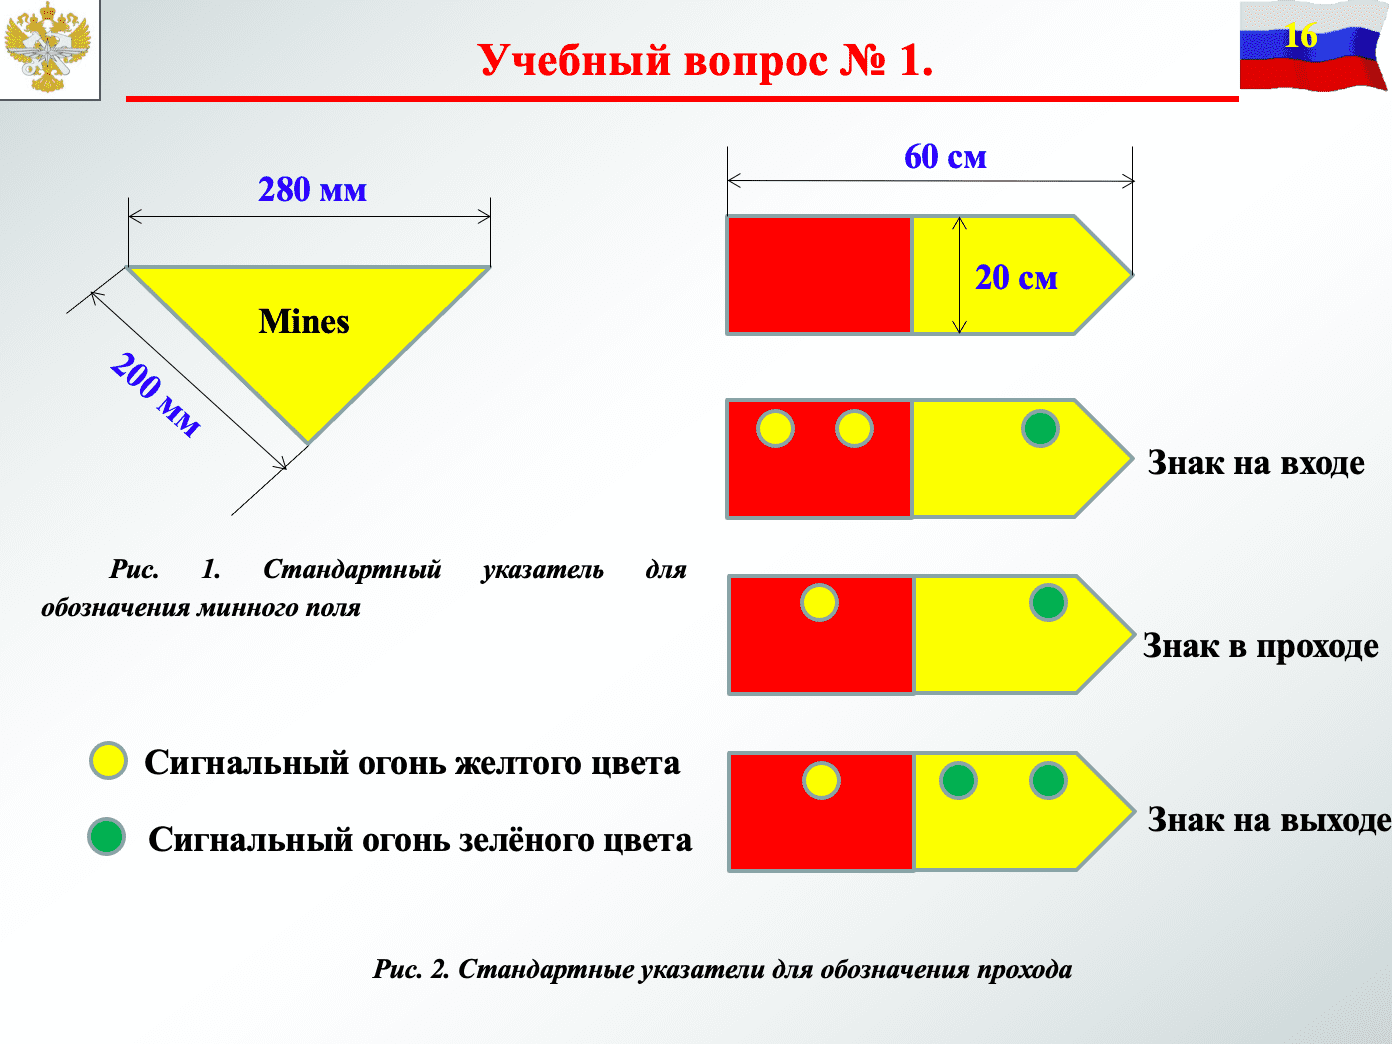 16
Учебный вопрос № 1.
280 мм
Mines
200 мм
Рис. 1. Стандартный указатель для
обозначения минного поля
Сигнальный огонь желтого цвета
Сигнальный огонь зелёного цвета
60 см
20 см
Знак на входе
Знак в проходе
Знак на выходе
Рис. 2. Стандартные указатели для обозначения прохода